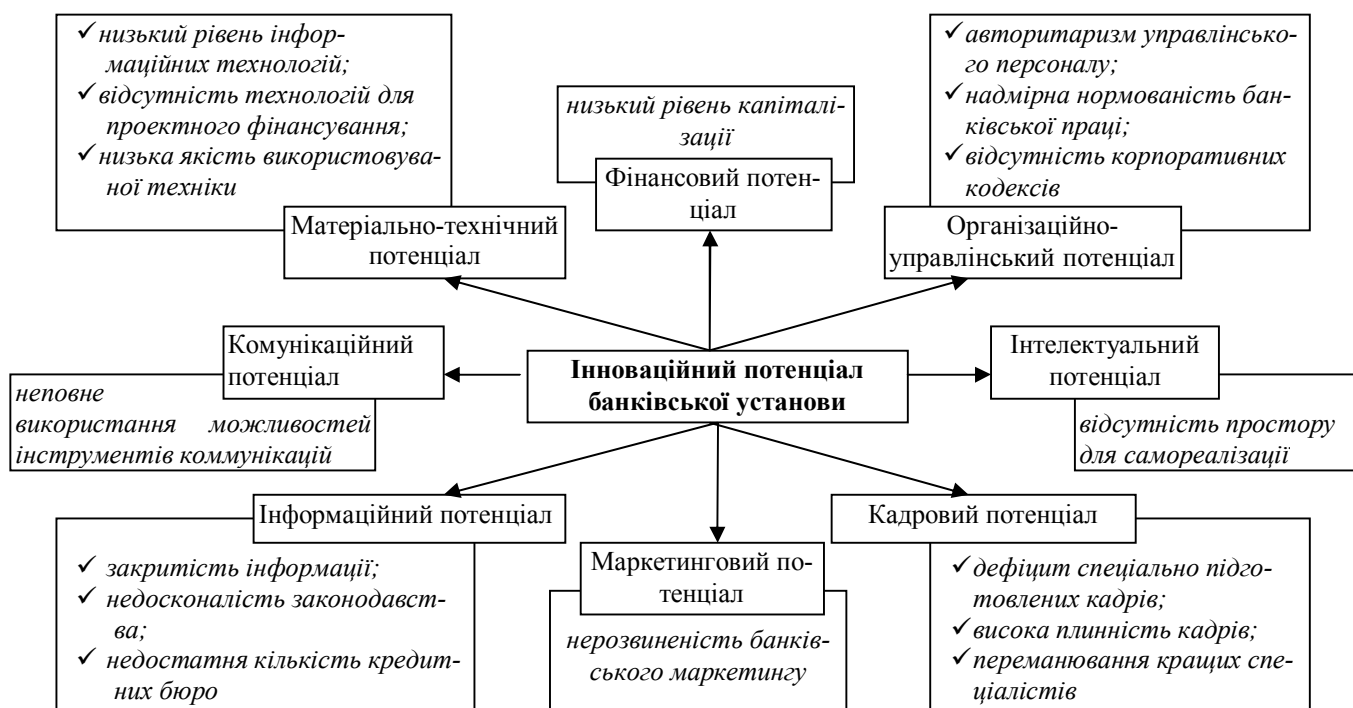 низький рівень інфор-
маційних технологій;
відсутність технологій для
проектного фінансування;
низька якість використовува-
ної техніки
Матеріально-технічний
потенціал
низький рівень капіталі-
зації
Фінансовий потен-
ціал
авторитаризм управлінсько-
го персоналу;
надмірна нормованість бан-
ківської праці;
відсутність корпоративних
кодексів
Організаційно-
управлінський потенціал
Комунікаційний
потенціал
неповне
використання можливостей
інструментів коммунікацій
Інноваційний потенціал
банківської установи
Інтелектуальний
потенціал
відсутність простору
для самореалізації
Інформаційний потенціал
закритість інформації;
недосконалість законодавст-
ва;
недостатня кількість кредит-
них бюро
Маркетинговий по-
тенціал
нерозвиненість банків-
ського маркетингу
Кадровий потенціал
дефіцит спеціально підго-
товлених кадрів;
висока плинність кадрів;
переманювання кращих спе-
ціалістів